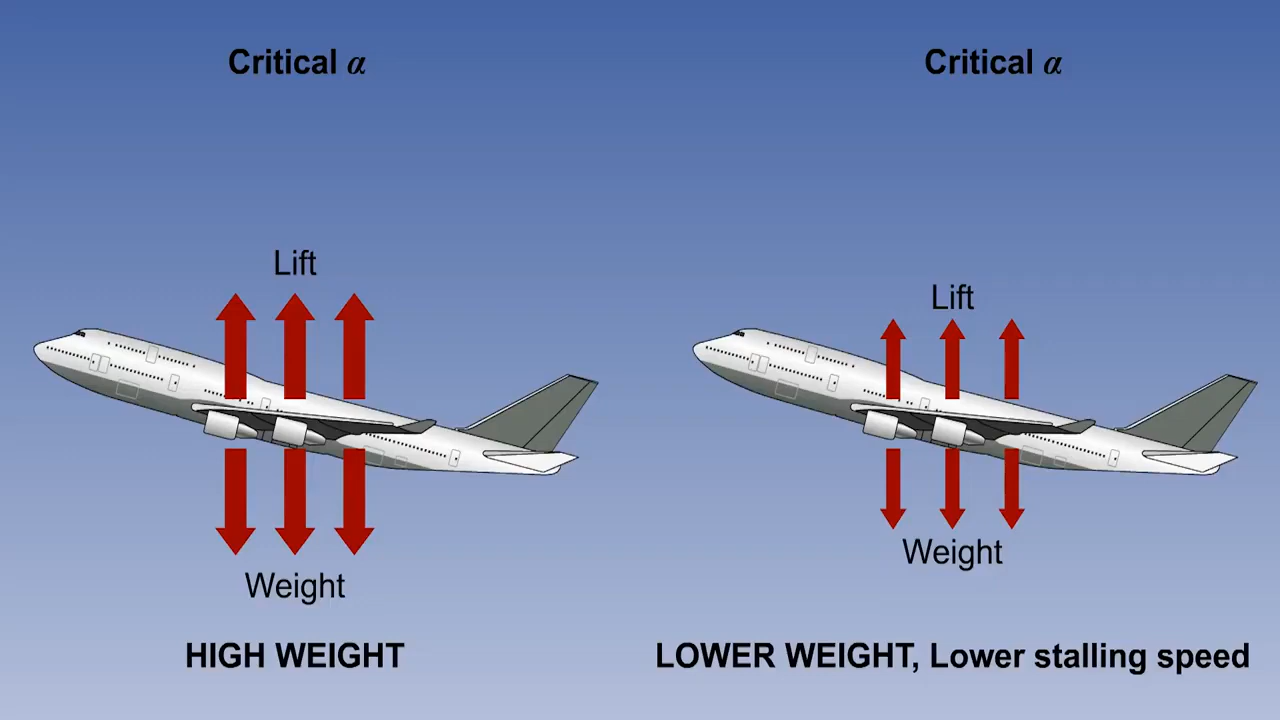 Critical α
Critical α
Lift
Lift
Weight
Weight
HIGH WEIGHT
LOWER WEIGHT, Lower stalling speed